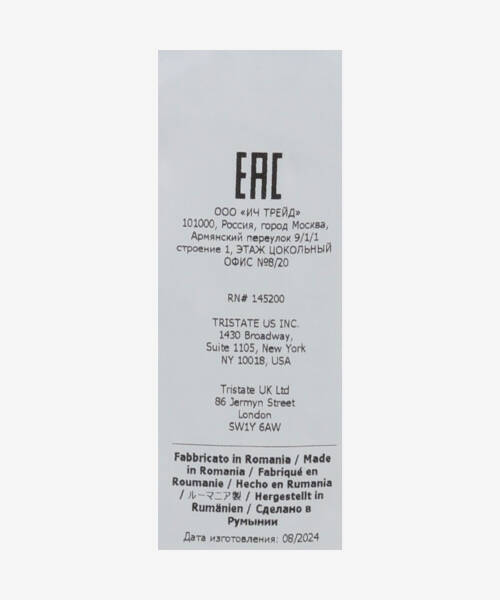 EAC
ООО «ИЧ ТРЕЙД»
101000, Россия, город Москва,
Армянский переулок 9/1/1
строение 1, ЭТАЖ ЦОКОЛЬНЫЙ
ОФИС №8/20
RN# 145200
TRISTATE US INC.
1430 Broadway,
Suite 1105, New York
NY 10018, USA
Tristate UK Ltd
86 Jermyn Street
London
SW1Y 6AW
Fabbricato in Romania / Made
in Romania / Fabriqué en
Roumanie / Hecho en Rumania
/ ルーマニア製 / Hergestellt in
Rumänien / Сделано в
Румынии
Дата изготовления: 08/2024